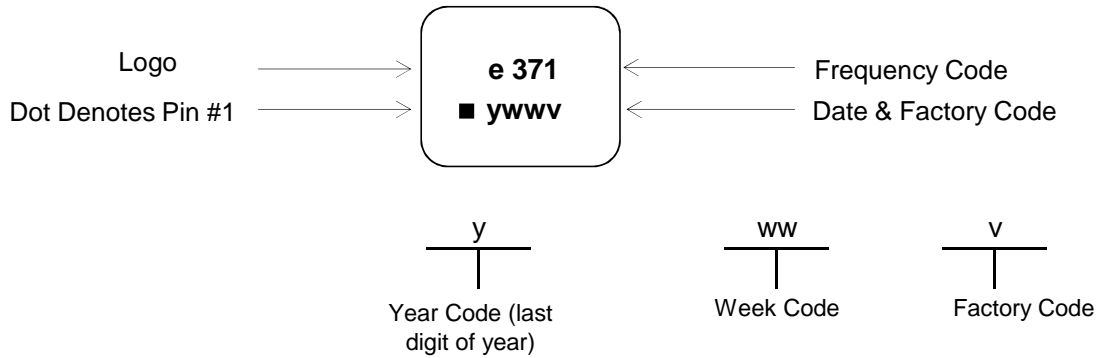 Logo
e 371
Frequency Code
Dot Denotes Pin #1
ywwv
Date & Factory Code
y
ww
v
Year Code (last
digit of year)
Week Code
Factory Code